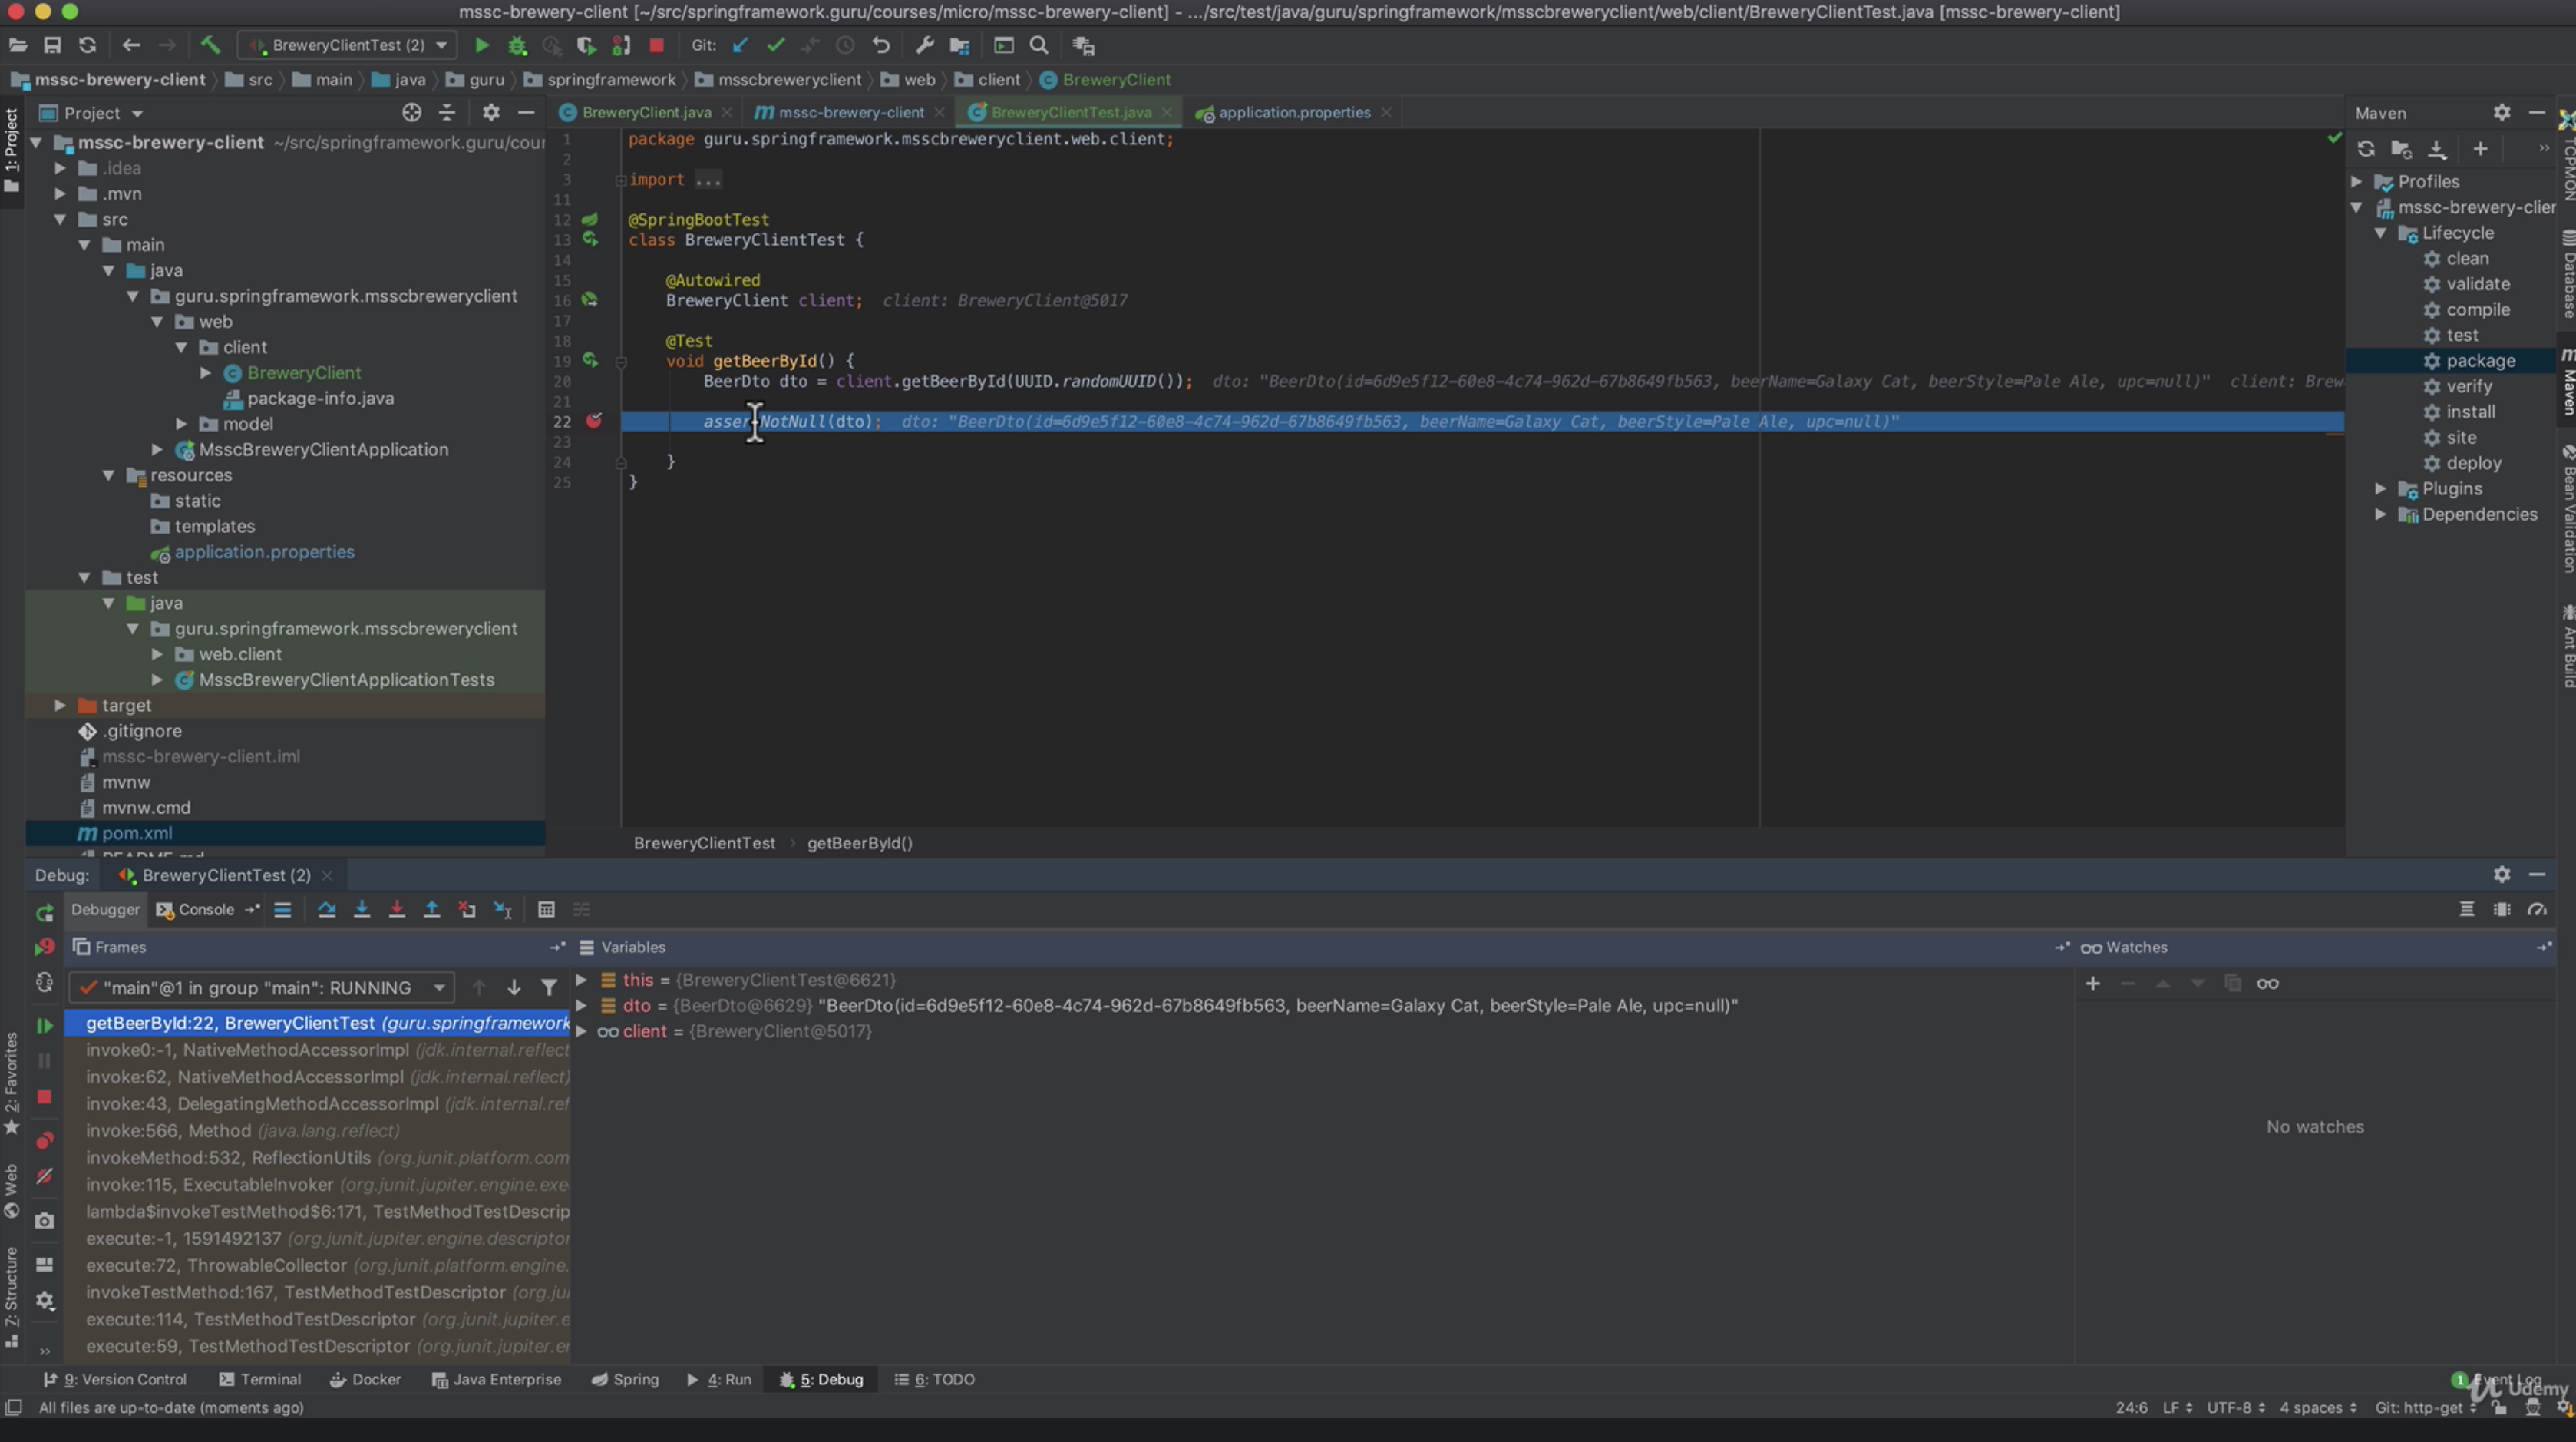 mssc-brewery-client [~/src/springframework.guru/courses/micro/mssc-brewery-client] - .../src/test/java/guru/springframework/msscbreweryclient/web/client/BreweryClientTest.java [mssc-brewery-client]
BreweryClientTest (2)
Git:
mssc-brewery-client src main java guru springframework msscbreweryclient web client BreweryClient
1: Project
Project
BreweryClient.java
mssc-brewery-client
BreweryClientTest.java
application.properties
Maven
mssc-brewery-client ~/src/springframework.guru/cour
.idea
.mvn
src
main
java
guru.springframework.msscbreweryclient
web
client
BreweryClient
package-info.java
model
MsscBreweryClientApplication
resources
static
templates
application.properties
test
java
guru.springframework.msscbreweryclient
web.client
MsscBreweryClientApplicationTests
target
.gitignore
mssc-brewery-client.iml
mvnw
mvnw.cmd
pom.xml
README.md
1 package guru.springframework.msscbreweryclient.web.client;
2
3 import ...
11
12 @SpringBootTest
13 class BreweryClientTest {
14
15 @Autowired
16 BreweryClient client; client: BreweryClient@5017
17
18 @Test
19 void getBeerById() {
20 BeerDto dto = client.getBeerById(UUID.randomUUID()); dto: "BeerDto(id=6d9e5f12-60e8-4c74-962d-67b8649fb563, beerName=Galaxy Cat, beerStyle=Pale Ale, upc=null)" client: Brew
21
22 assertNotNull(dto); dto: "BeerDto(id=6d9e5f12-60e8-4c74-962d-67b8649fb563, beerName=Galaxy Cat, beerStyle=Pale Ale, upc=null)"
23
24 }
25 }
BreweryClientTest › getBeerById()
Profiles
mssc-brewery-clier
Lifecycle
clean
validate
compile
test
package
verify
install
site
deploy
Plugins
Dependencies
TCPMON
Database
Maven
Bean Validation
Ant Build
Debug: BreweryClientTest (2)
Debugger
Console
Frames
Variables
Watches
"main"@1 in group "main": RUNNING
getBeerById:22, BreweryClientTest (guru.springframework
invoke0:-1, NativeMethodAccessorImpl (jdk.internal.reflect
invoke:62, NativeMethodAccessorImpl (jdk.internal.reflect)
invoke:43, DelegatingMethodAccessorImpl (jdk.internal.ref
invoke:566, Method (java.lang.reflect)
invokeMethod:532, ReflectionUtils (org.junit.platform.com
invoke:115, ExecutableInvoker (org.junit.jupiter.engine.exe
lambda$invokeTestMethod$6:171, TestMethodTestDescrip
execute:-1, 1591492137 (org.junit.jupiter.engine.descriptor
execute:72, ThrowableCollector (org.junit.platform.engine.
invokeTestMethod:167, TestMethodTestDescriptor (org.ju
execute:114, TestMethodTestDescriptor (org.junit.jupiter.e
execute:59, TestMethodTestDescriptor (org.junit.jupiter.en
this = {BreweryClientTest@6621}
dto = {BeerDto@6629} "BeerDto(id=6d9e5f12-60e8-4c74-962d-67b8649fb563, beerName=Galaxy Cat, beerStyle=Pale Ale, upc=null)"
client = {BreweryClient@5017}
No watches
2: Favorites
Web
Z: Structure
9: Version Control
Terminal
Docker
Java Enterprise
Spring
4: Run
5: Debug
6: TODO
1 Event Log
Udemy
All files are up-to-date (moments ago)
24:6 LF UTF-8 4 spaces Git: http-get